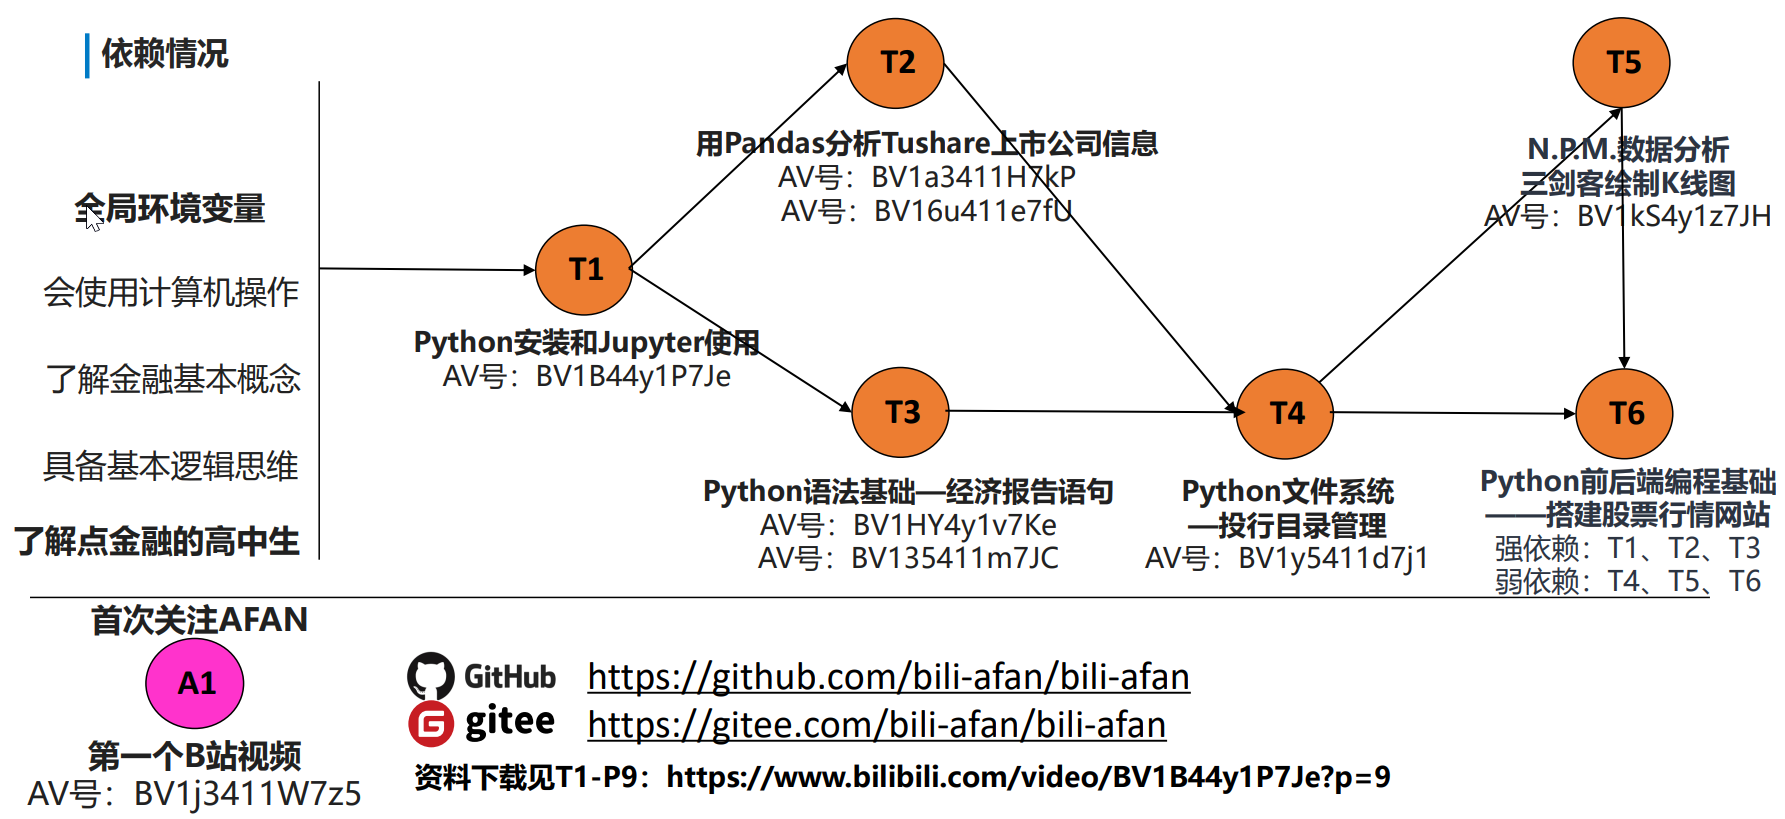 依赖情况
全局环境变量
会使用计算机操作
了解金融基本概念
具备基本逻辑思维
了解点金融的高中生
T1
Python安装和Jupyter使用
AV号：BV1B44y1P7Je
T2
用Pandas分析Tushare上市公司信息
AV号：BV1a3411H7kP
AV号：BV16u411e7fU
T3
Python语法基础—经济报告语句
AV号：BV1HY4y1v7Ke
AV号：BV135411m7JC
T4
Python文件系统
—投行目录管理
AV号：BV1y5411d7j1
T5
N.P.M.数据分析
三剑客绘制K线图
AV号：BV1kS4y1z7JH
T6
Python前后端编程基础
——搭建股票行情网站
强依赖：T1、T2、T3
弱依赖：T4、T5、T6
首次关注AFAN
A1
第一个B站视频
AV号：BV1j3411W7z5
GitHub https://github.com/bili-afan/bili-afan
gitee https://gitee.com/bili-afan/bili-afan
资料下载见T1-P9：https://www.bilibili.com/video/BV1B44y1P7Je?p=9